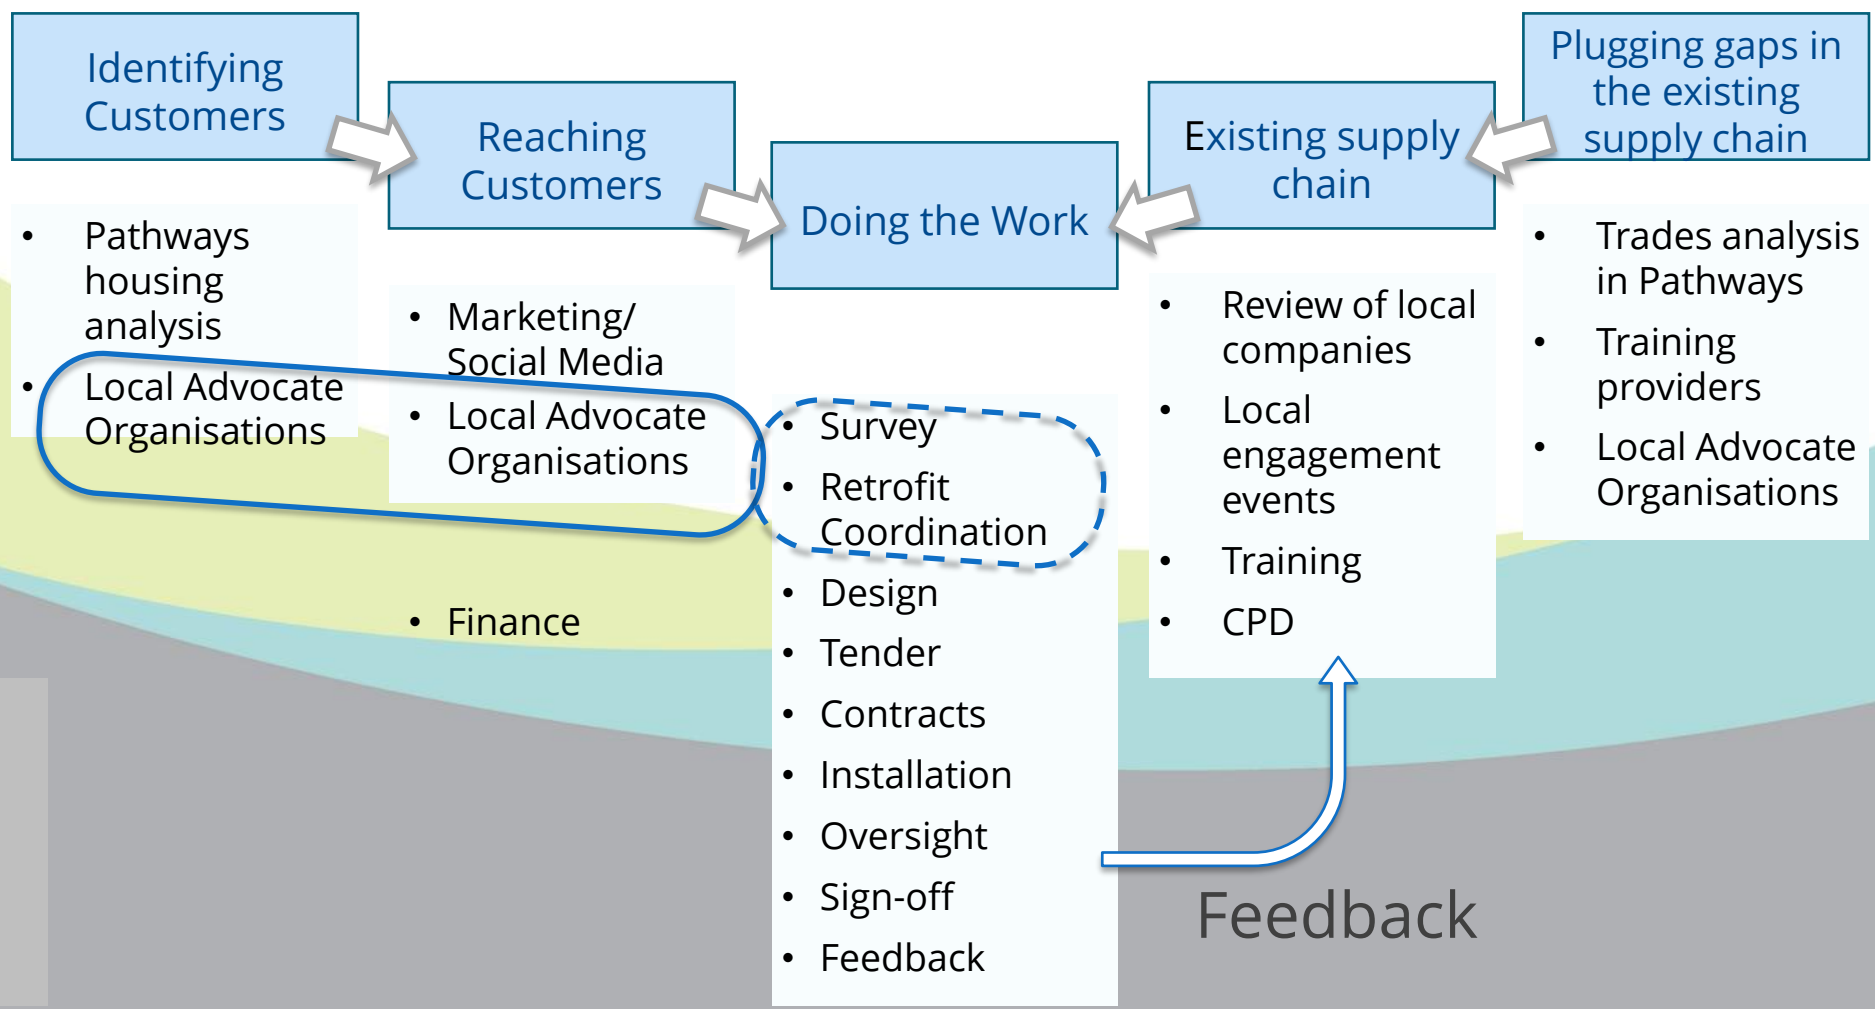 Identifying
Customers
• Pathways
housing
analysis
• Local Advocate
Organisations
Reaching
Customers
• Marketing/
Social Media
• Local Advocate
Organisations
• Finance
Doing the Work
• Survey
• Retrofit
Coordination
• Design
• Tender
• Contracts
• Installation
• Oversight
• Sign-off
• Feedback
Existing supply
chain
• Review of local
companies
• Local
engagement
events
• Training
• CPD
Plugging gaps in
the existing
supply chain
• Trades analysis
in Pathways
• Training
providers
• Local Advocate
Organisations
Feedback